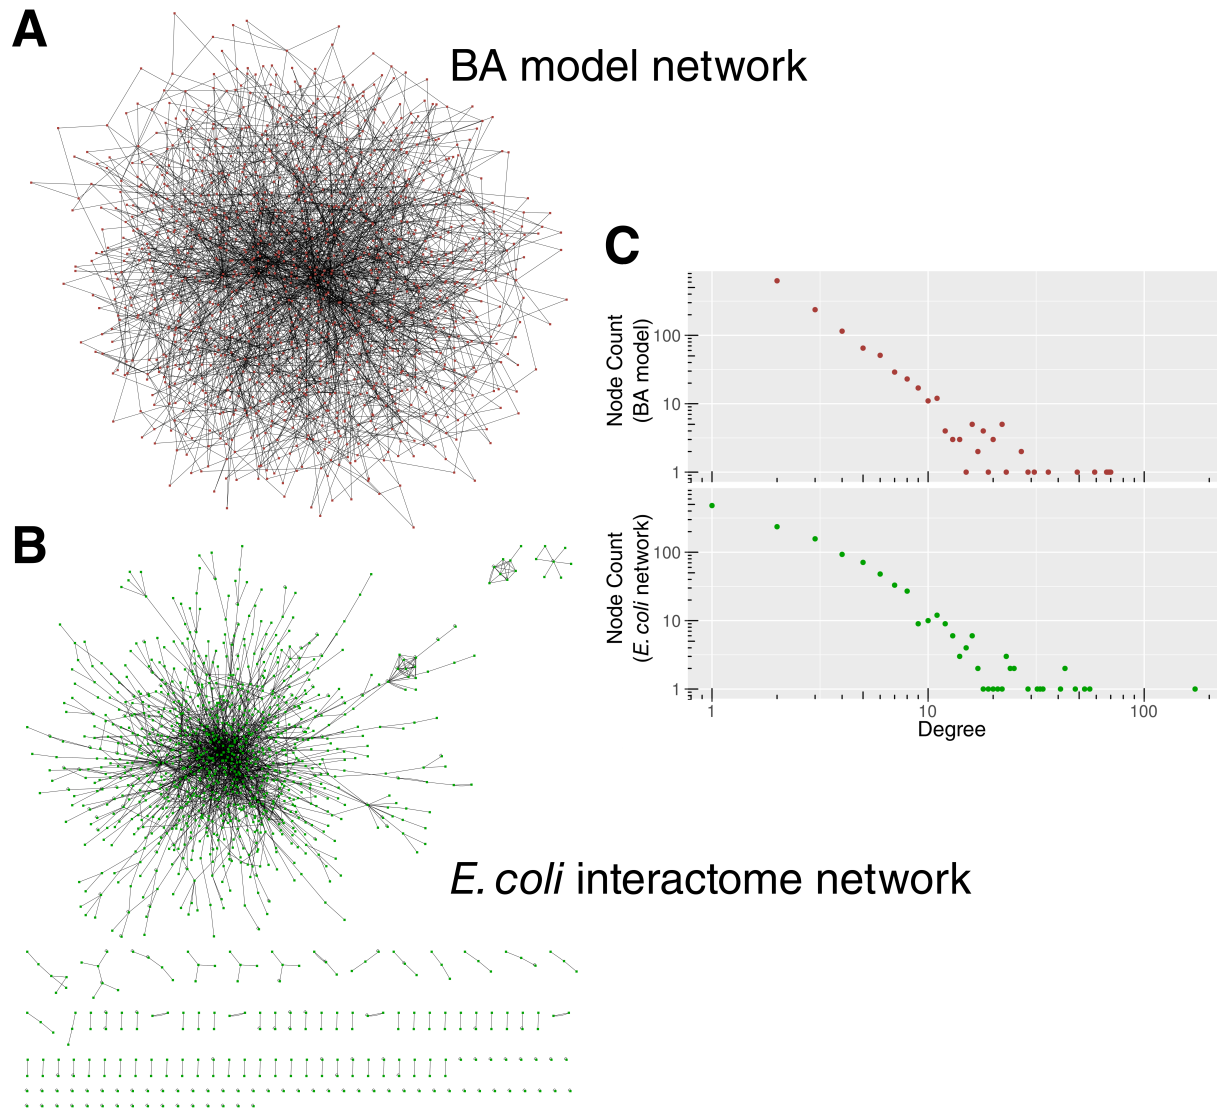 A
BA model network
C
Node Count
(BA model)
100
10
1
B
Node Count
(E. coli network)
100
10
1
1
10
100
Degree
E. coli interactome network